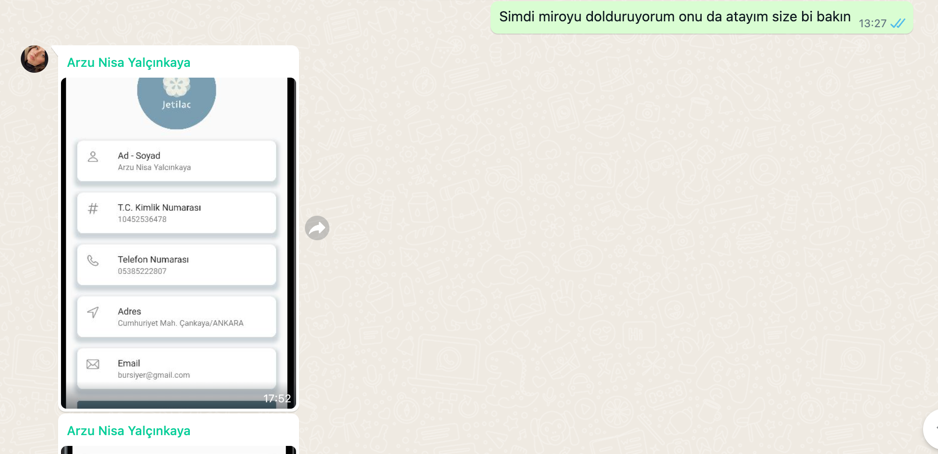 Simdi miroyu dolduruyorum onu da atayım size bi bakın 13:27
Arzu Nisa Yalçınkaya
Jetilac
Ad - Soyad
Arzu Nisa Yalcınkaya
T.C. Kimlik Numarası
10452536478
Telefon Numarası
05385222807
Adres
Cumhuriyet Mah. Çankaya/ANKARA
Email
bursiyer@gmail.com
17:52
Arzu Nisa Yalçınkaya